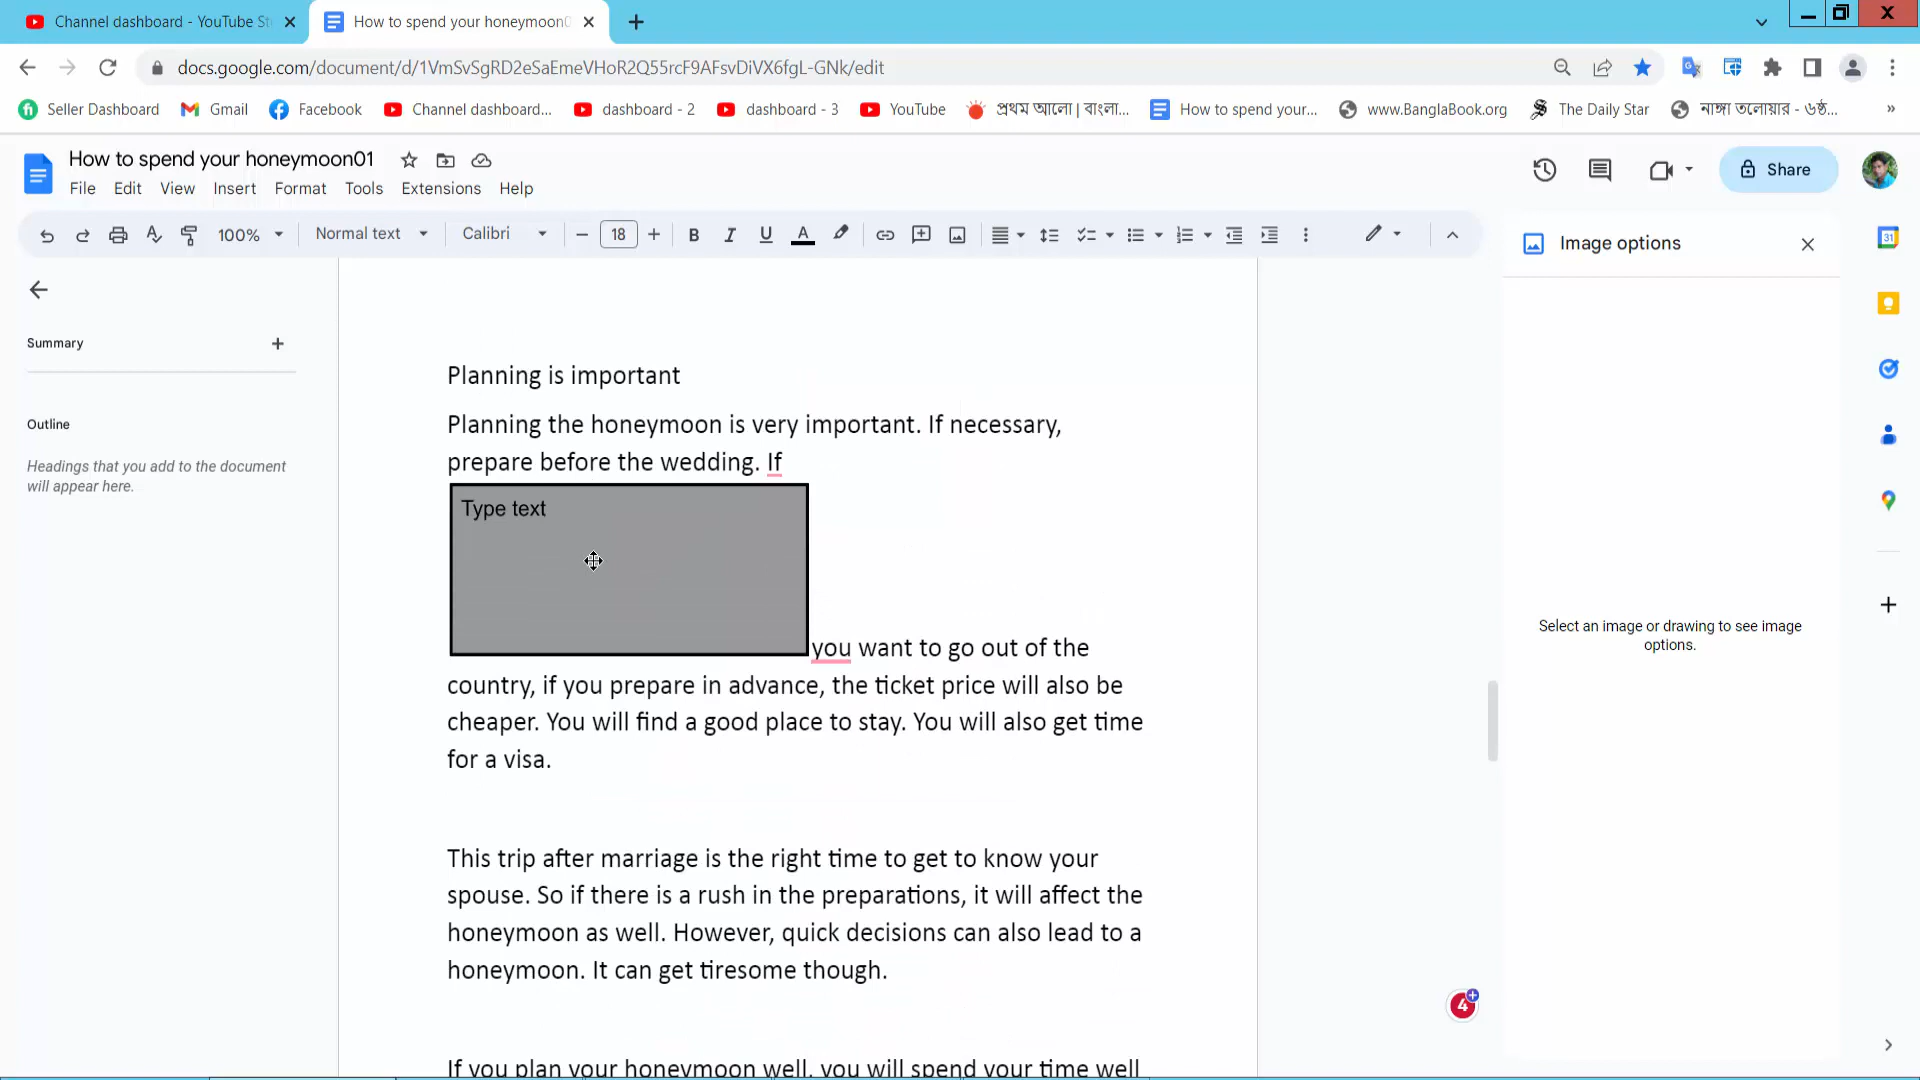 Channel dashboard - YouTube St
How to spend your honeymoon0
docs.google.com/document/d/1VmSvSgRD2eSaEmeVHoR2Q55rcF9AFsvDiVX6fgL-GNk/edit
Seller Dashboard
Gmail
Facebook
Channel dashboard...
dashboard - 2
dashboard - 3
YouTube
প্রথম আলো | বাংলা...
How to spend your...
www.BanglaBook.org
The Daily Star
নাঙ্গা তলোয়ার - ৬ষ্ঠ...
»
How to spend your honeymoon01
File Edit View Insert Format Tools Extensions Help
Share
100%
Normal text
Calibri
18
B I U A
Image options
31
Summary
Outline
Headings that you add to the document
will appear here.
Planning is important
Planning the honeymoon is very important. If necessary,
prepare before the wedding. If
Type text
you want to go out of the
country, if you prepare in advance, the ticket price will also be
cheaper. You will find a good place to stay. You will also get time
for a visa.
This trip after marriage is the right time to get to know your
spouse. So if there is a rush in the preparations, it will affect the
honeymoon as well. However, quick decisions can also lead to a
honeymoon. It can get tiresome though.
If you plan your honeymoon well, you will spend your time well
Select an image or drawing to see image
options.
4